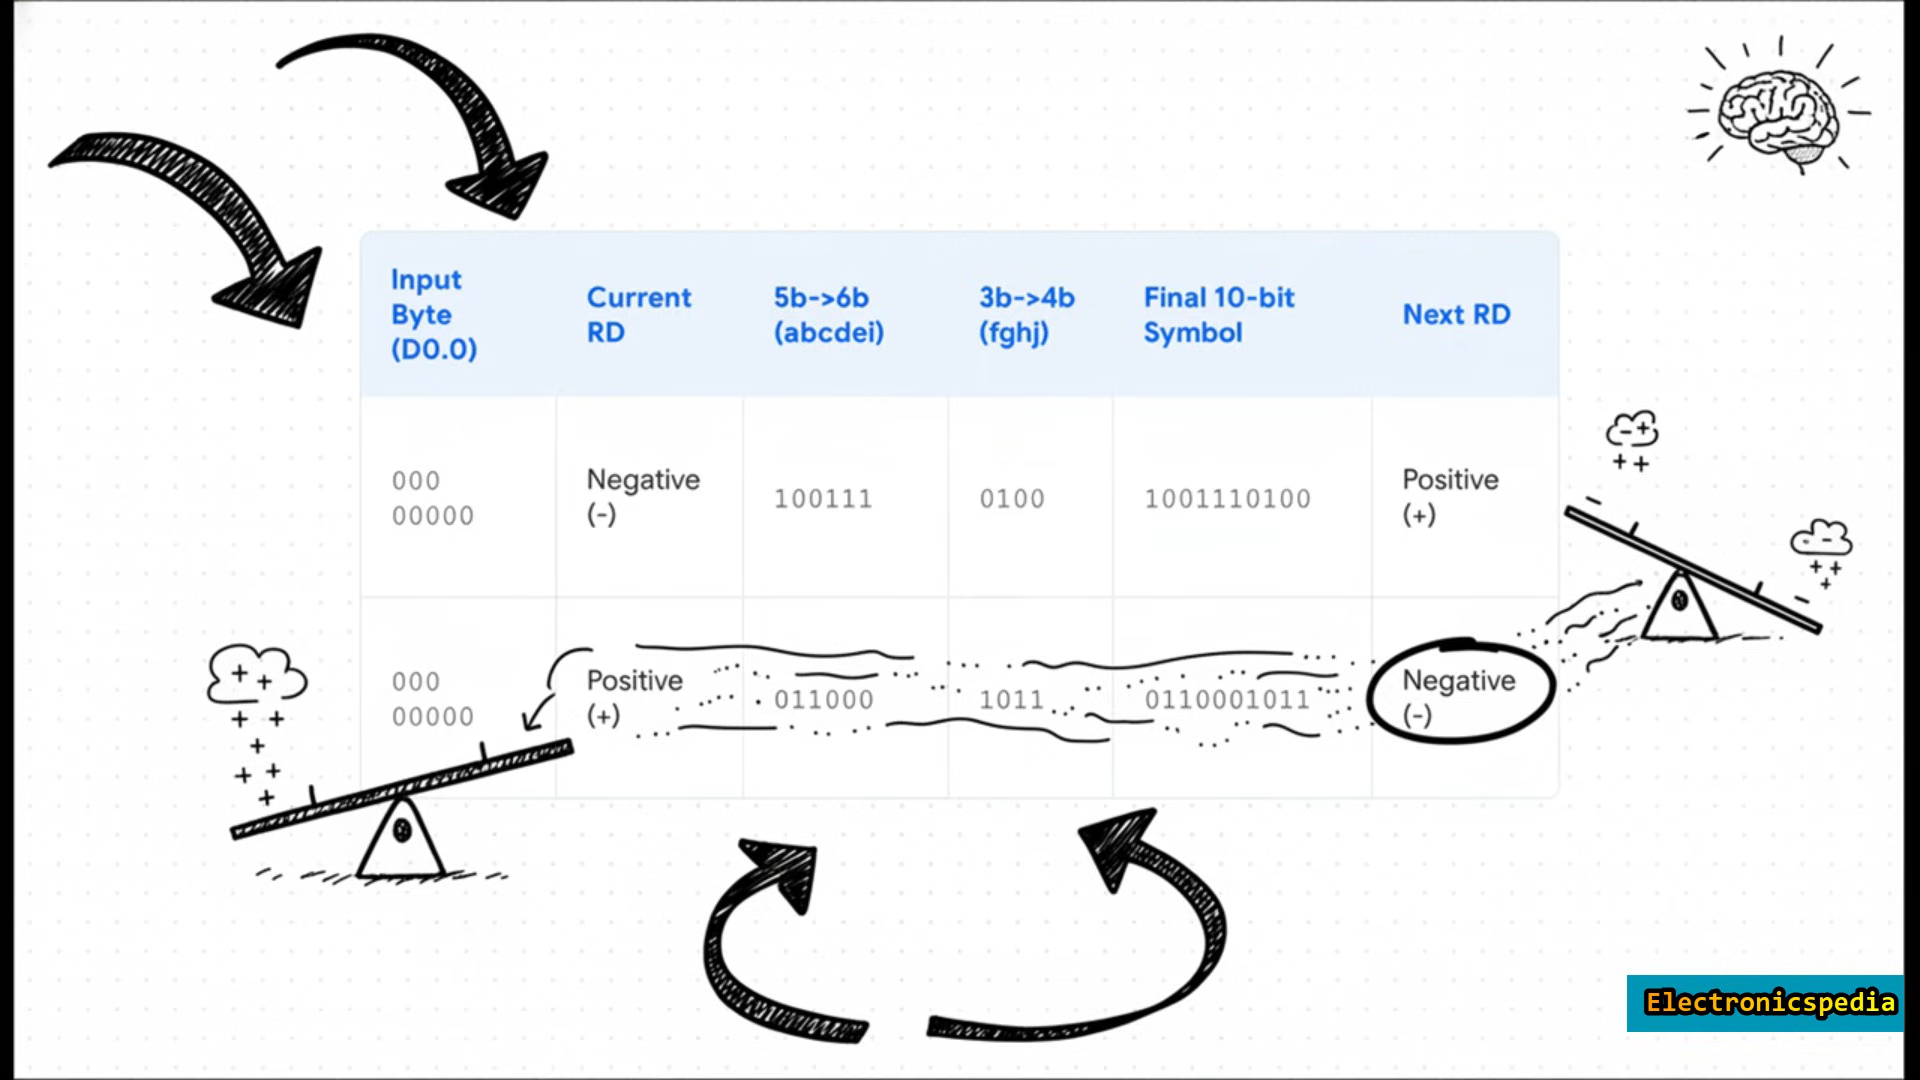 Input
Byte
(D0.0)
Current
RD
5b->6b
(abcdei)
3b->4b
(fghj)
Final 10-bit
Symbol
Next RD
000
00000
Negative
(-)
100111
0100
1001110100
Positive
(+)
000
00000
Positive
(+)
011000
1011
0110001011
Negative
(-)
Electronicspedia